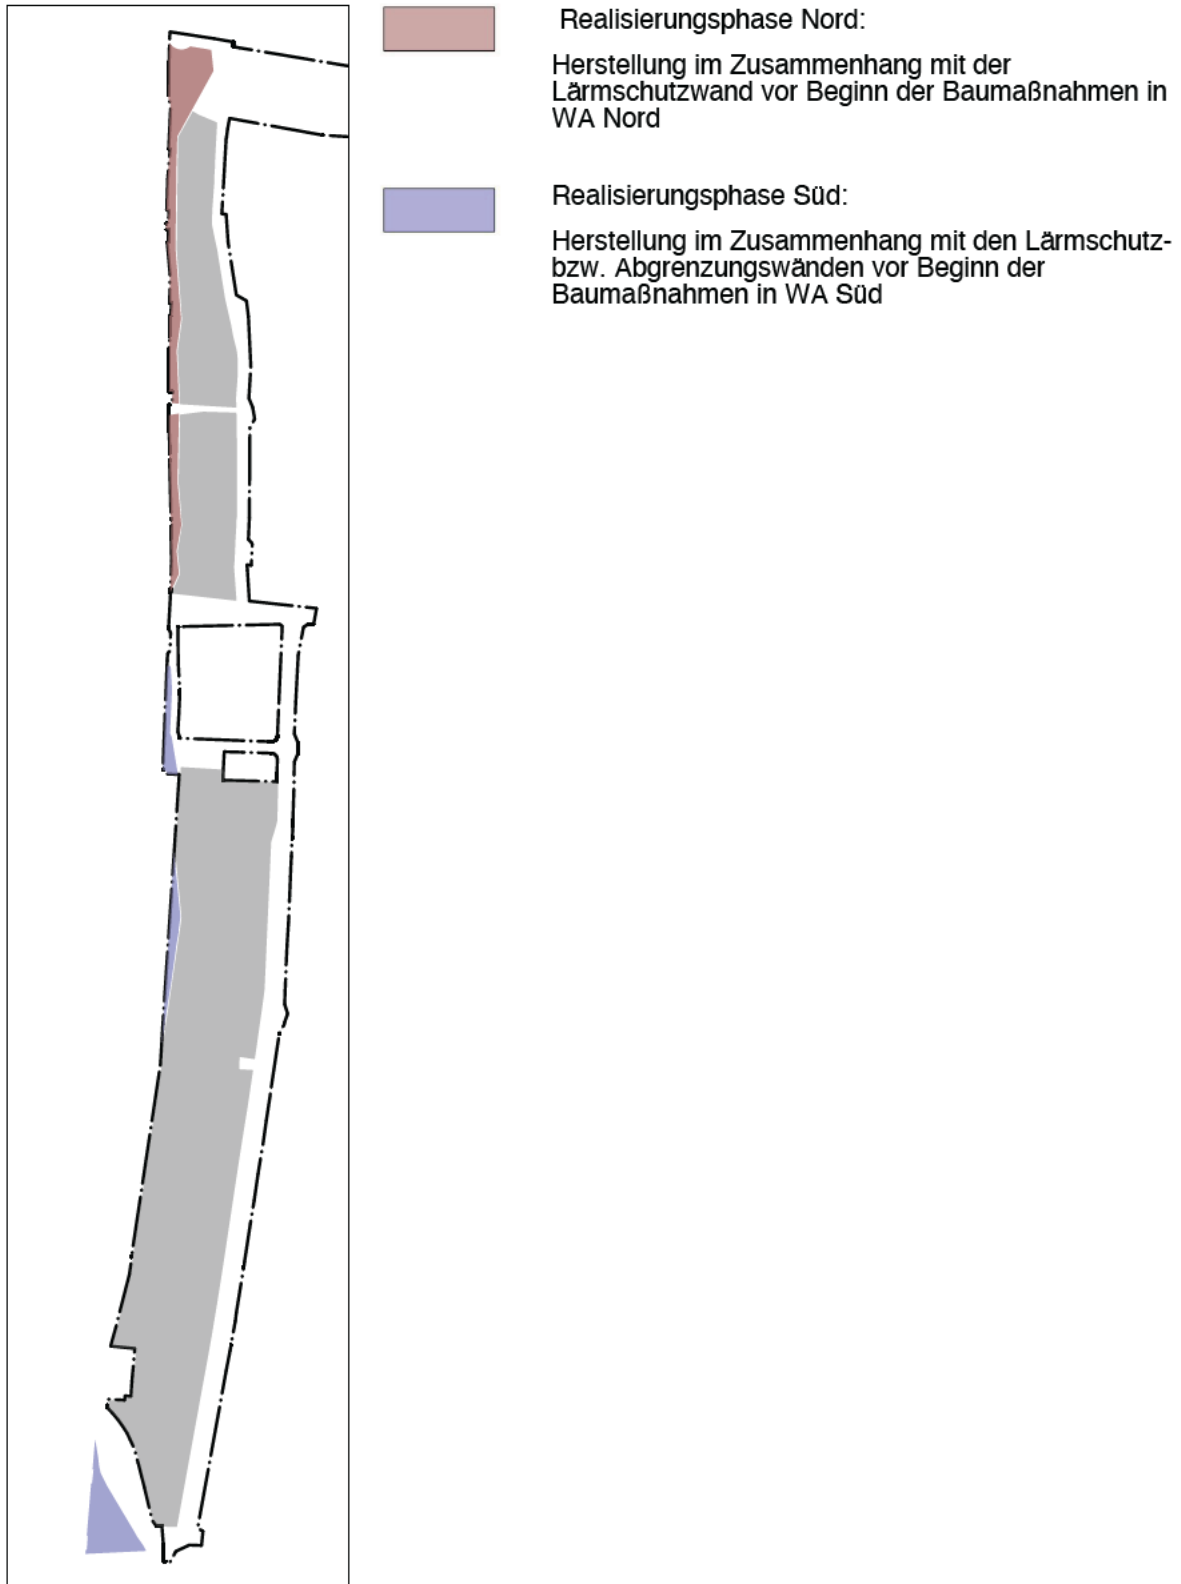 Realisierungsphase Nord:
Herstellung im Zusammenhang mit der
Lärmschutzwand vor Beginn der Baumaßnahmen in
WA Nord
Realisierungsphase Süd:
Herstellung im Zusammenhang mit den Lärmschutz-
bzw. Abgrenzungswänden vor Beginn der
Baumaßnahmen in WA Süd